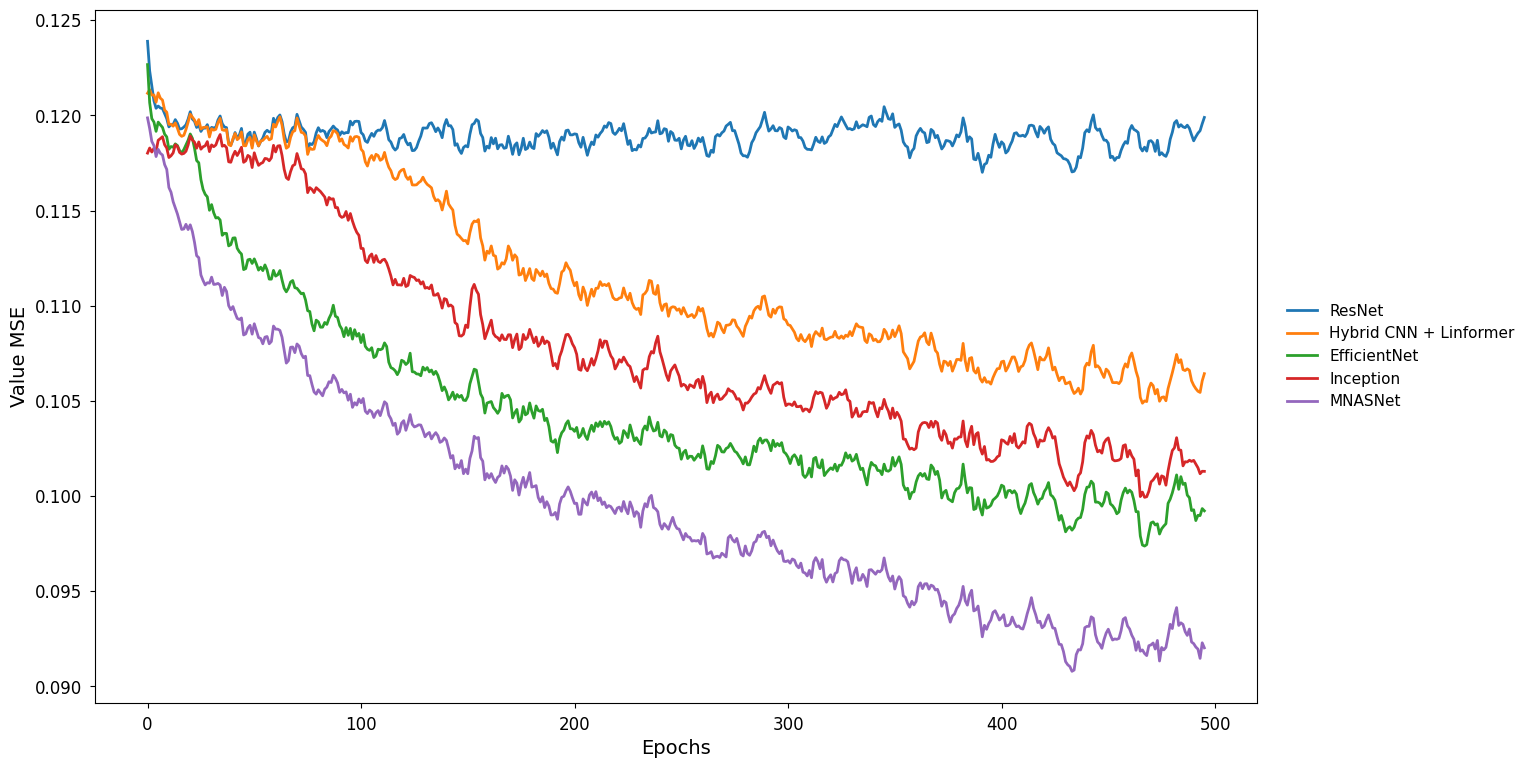 0.125
0.120
0.115
0.110
0.105
0.100
0.095
0.090
Value MSE
0
100
200
300
400
500
Epochs
ResNet
Hybrid CNN + Linformer
EfficientNet
Inception
MNASNet